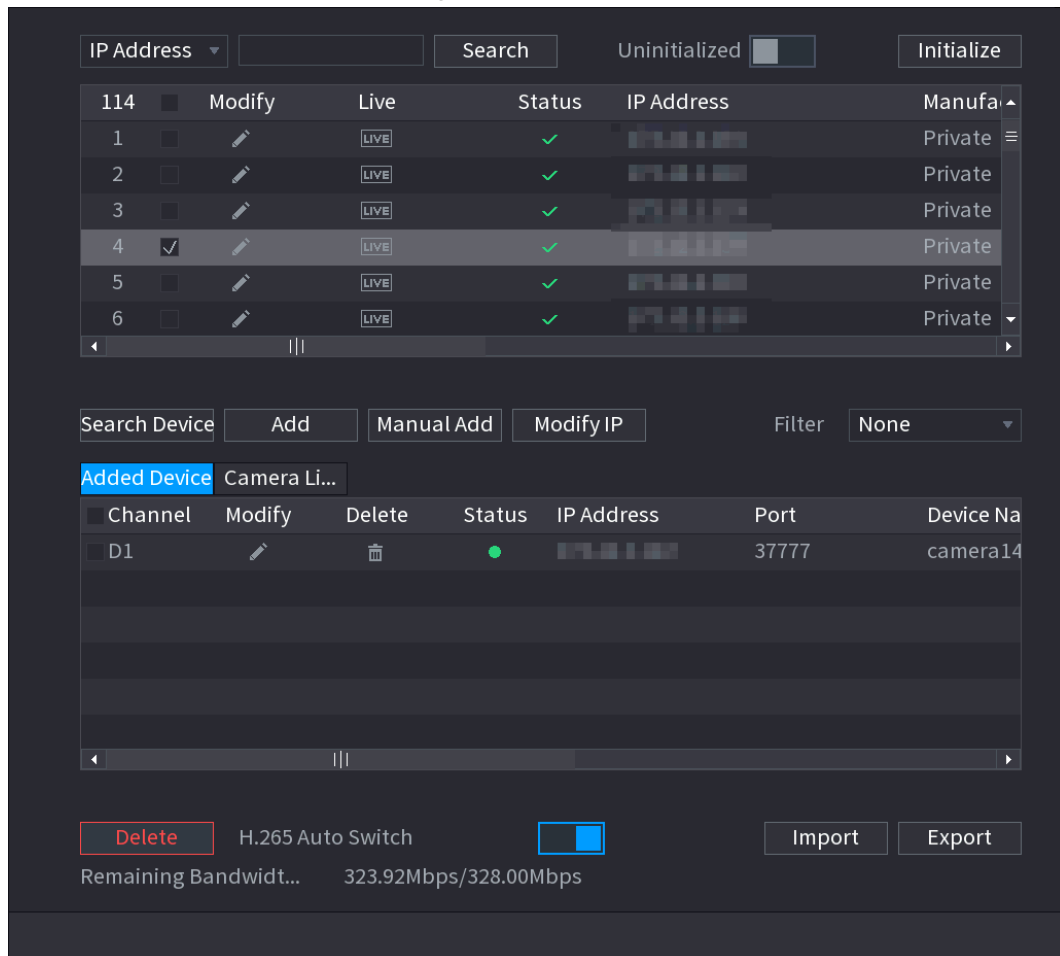 IP Address Search Uninitialized Initialize
114 Modify Live Status IP Address Manufa
1 LIVE Private
2 LIVE Private
3 LIVE Private
4 LIVE Private
5 LIVE Private
6 LIVE Private
Search Device Add Manual Add Modify IP Filter None
Added Device Camera Li...
Channel Modify Delete Status IP Address Port Device Na
D1 37777 camera14
Delete H.265 Auto Switch Import Export
Remaining Bandwidt... 323.92Mbps/328.00Mbps